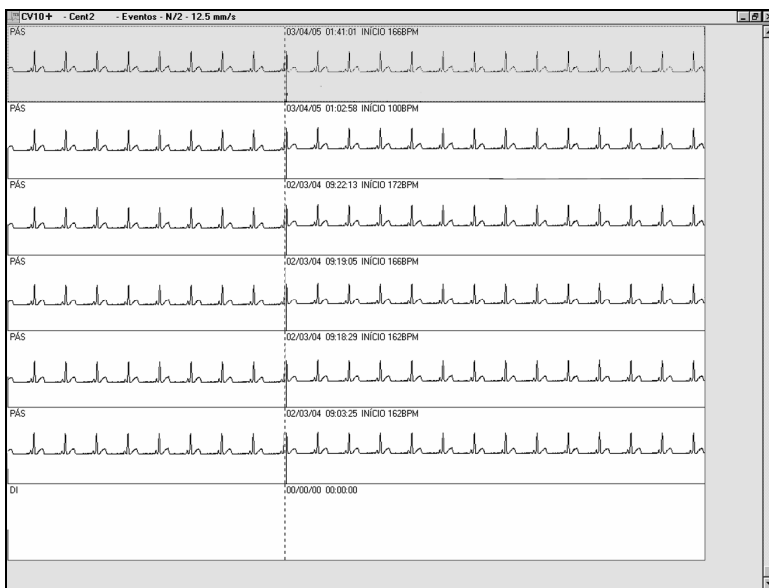 CV10+ - Cent2 - Eventos - N/2 - 12.5 mm/s
PÁS 03/04/05 01:41:01 INÍCIO 166BPM
PÁS 03/04/05 01:02:58 INÍCIO 100BPM
PÁS 02/03/04 09:22:13 INÍCIO 172BPM
PÁS 02/03/04 09:19:05 INÍCIO 166BPM
PÁS 02/03/04 09:18:29 INÍCIO 162BPM
PÁS 02/03/04 09:03:25 INÍCIO 162BPM
DI 00/00/00 00:00:00